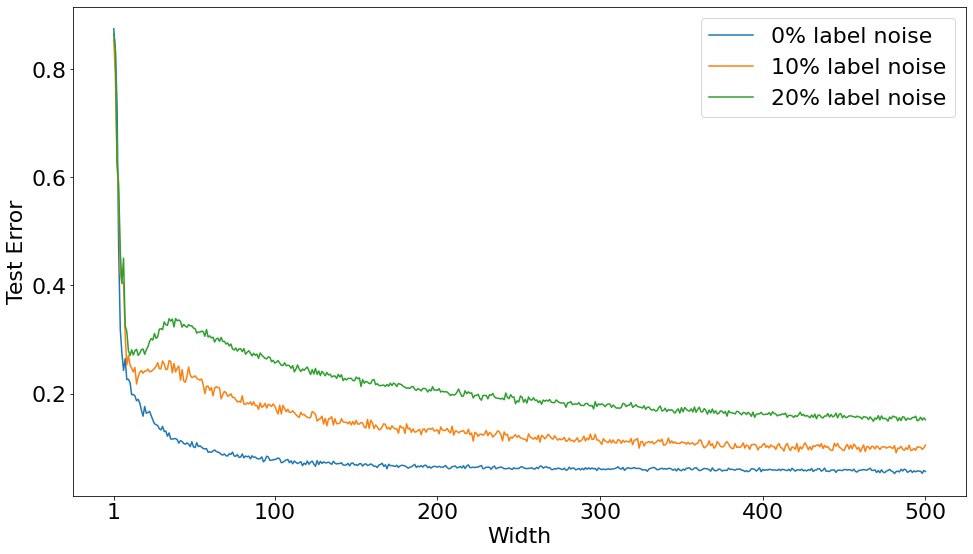 0% label noise
10% label noise
20% label noise
Test Error
0.8
0.6
0.4
0.2
1 100 200 300 400 500
Width